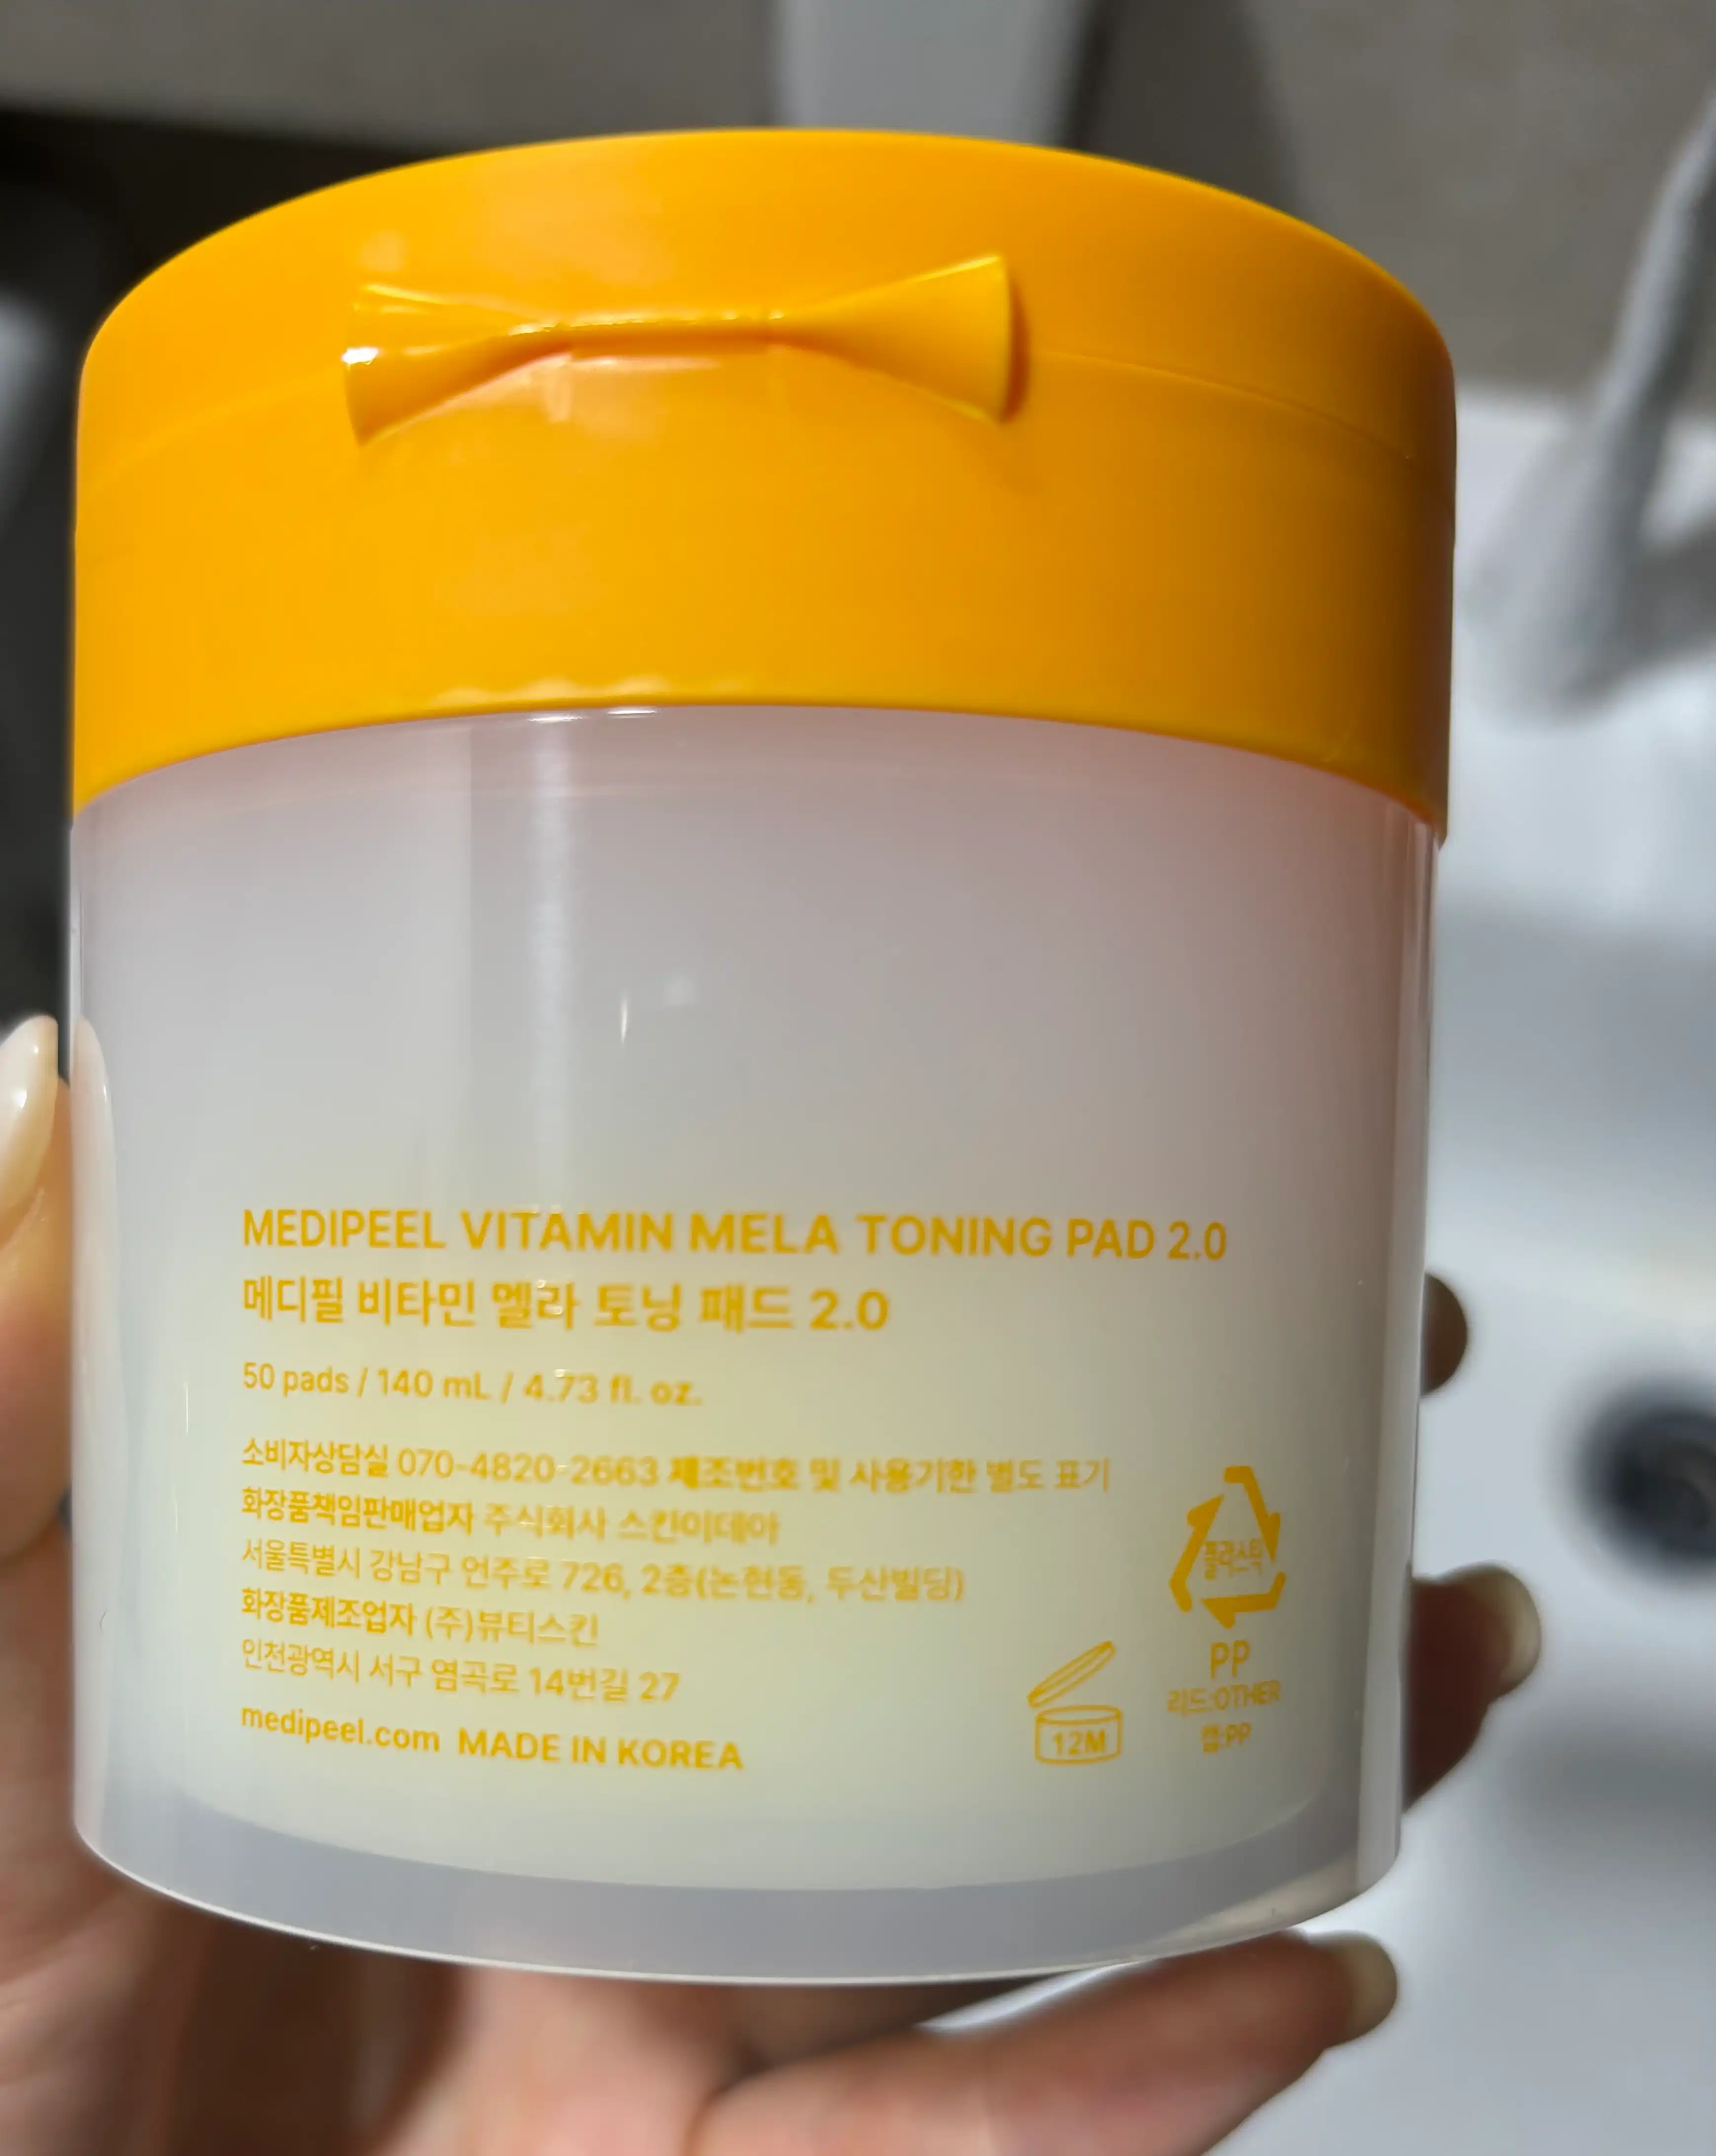 MEDIPEEL VITAMIN MELA TONING PAD 2.0
메디필 비타민 멜라 토닝 패드 2.0
50 pads / 140 mL / 4.73 fl. oz.
소비자상담실 070-4820-2663 제조번호 및 사용기한 별도 표기
화장품책임판매업자 주식회사 스킨이데아
서울특별시 강남구 언주로 726, 2층(논현동, 두산빌딩)
화장품제조업자 (주)뷰티스킨
인천광역시 서구 염곡로 14번길 27
medipeel.com MADE IN KOREA
12M
플라스틱
PP
리드:OTHER
캡:PP